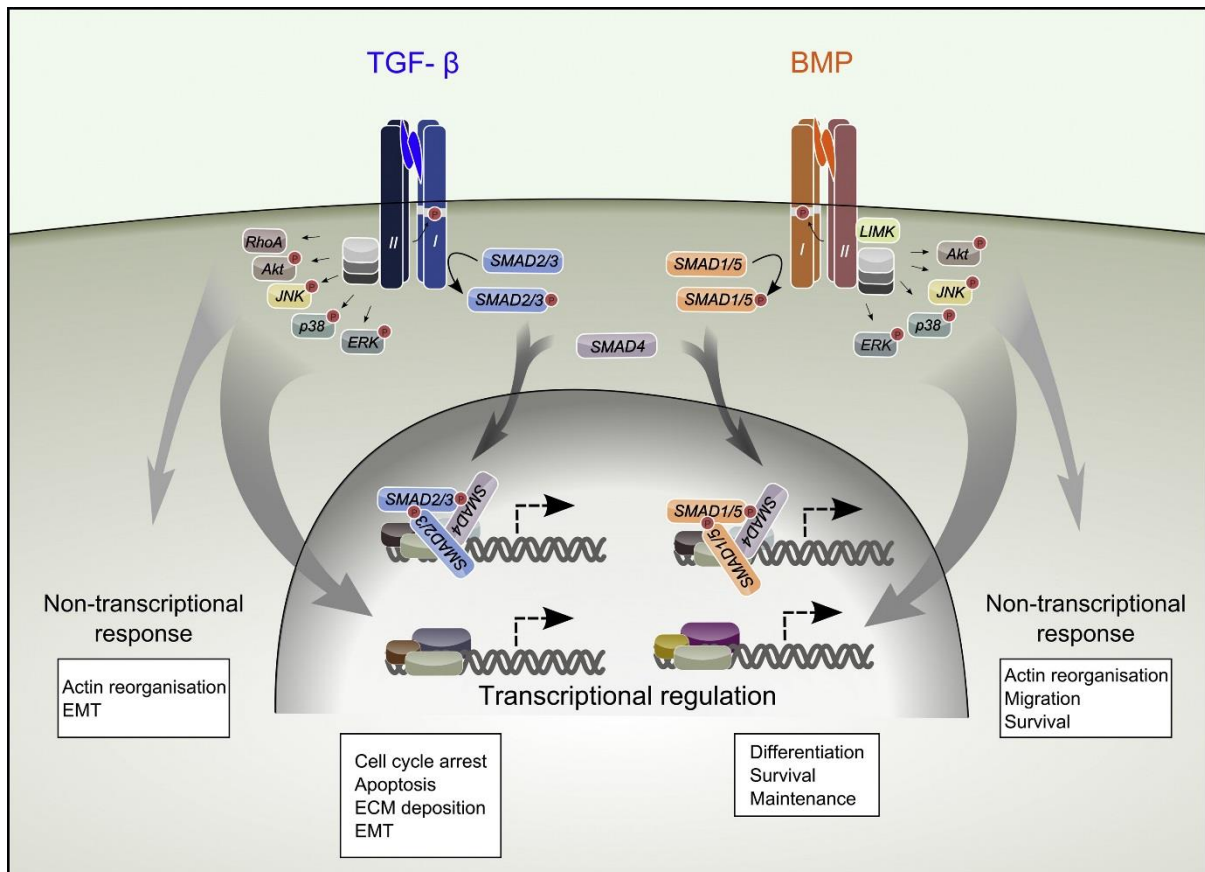 TGF- β
BMP
II
I
I
II
P
P
RhoA
Akt
P
JNK
P
p38
P
ERK
P
SMAD2/3
SMAD2/3
P
SMAD1/5
SMAD1/5
P
LIMK
Akt
P
JNK
P
p38
P
ERK
P
SMAD4
SMAD2/3
P
SMAD2/3
P
SMAD4
SMAD1/5
P
SMAD1/5
P
SMAD4
Non-transcriptional
response
Actin reorganisation
EMT
Transcriptional regulation
Cell cycle arrest
Apoptosis
ECM deposition
EMT
Differentiation
Survival
Maintenance
Non-transcriptional
response
Actin reorganisation
Migration
Survival